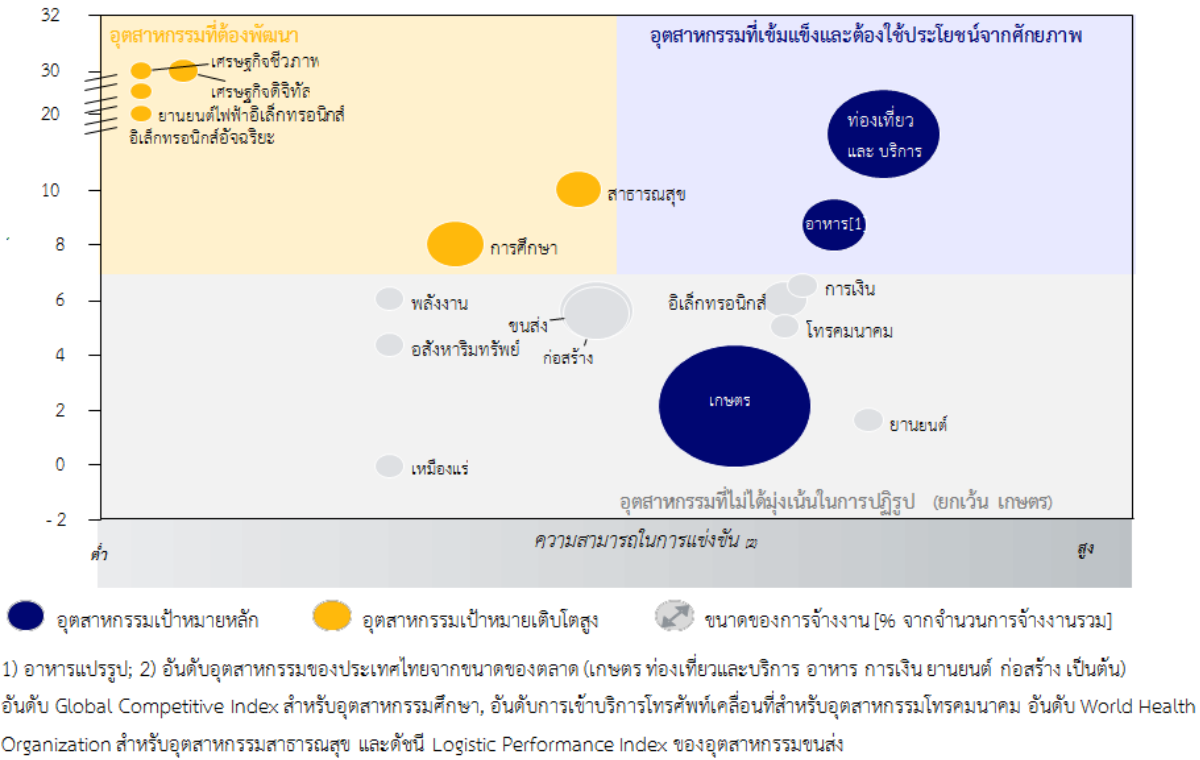 32
อุตสาหกรรมที่ต้องพัฒนา
อุตสาหกรรมที่เข้มแข็งและต้องใช้ประโยชน์จากศักยภาพ
เศรษฐกิจชีวภาพ
30
เศรษฐกิจดิจิทัล
20
ยานยนต์ไฟฟ้าอิเล็กทรอนิกส์
อิเล็กทรอนิกส์อัจฉริยะ
ท่องเที่ยว
และ บริการ
10
สาธารณสุข
อาหาร[1]
8
การศึกษา
6
พลังงาน
ขนส่ง
ก่อสร้าง
อิเล็กทรอนิกส์
การเงิน
โทรคมนาคม
4
อสังหาริมทรัพย์
เกษตร
2
ยานยนต์
0
เหมืองแร่
อุตสาหกรรมที่ไม่ได้มุ่งเน้นในการปฏิรูป (ยกเว้น เกษตร)
- 2
ต่ำ
ความสามารถในการแข่งขัน [2]
สูง
อุตสาหกรรมเป้าหมายหลัก
อุตสาหกรรมเป้าหมายเติบโตสูง
ขนาดของการจ้างงาน [% จากจำนวนการจ้างงานรวม]
1) อาหารแปรรูป; 2) อันดับอุตสาหกรรมของประเทศไทยจากขนาดของตลาด (เกษตร ท่องเที่ยวและบริการ อาหาร การเงิน ยานยนต์ ก่อสร้าง เป็นต้น)
อันดับ Global Competitive Index สำหรับอุตสาหกรรมศึกษา, อันดับการเข้าบริการโทรศัพท์เคลื่อนที่สำหรับอุตสาหกรรมโทรคมนาคม อันดับ World Health
Organization สำหรับอุตสาหกรรมสาธารณสุข และดัชนี Logistic Performance Index ของอุตสาหกรรมขนส่ง